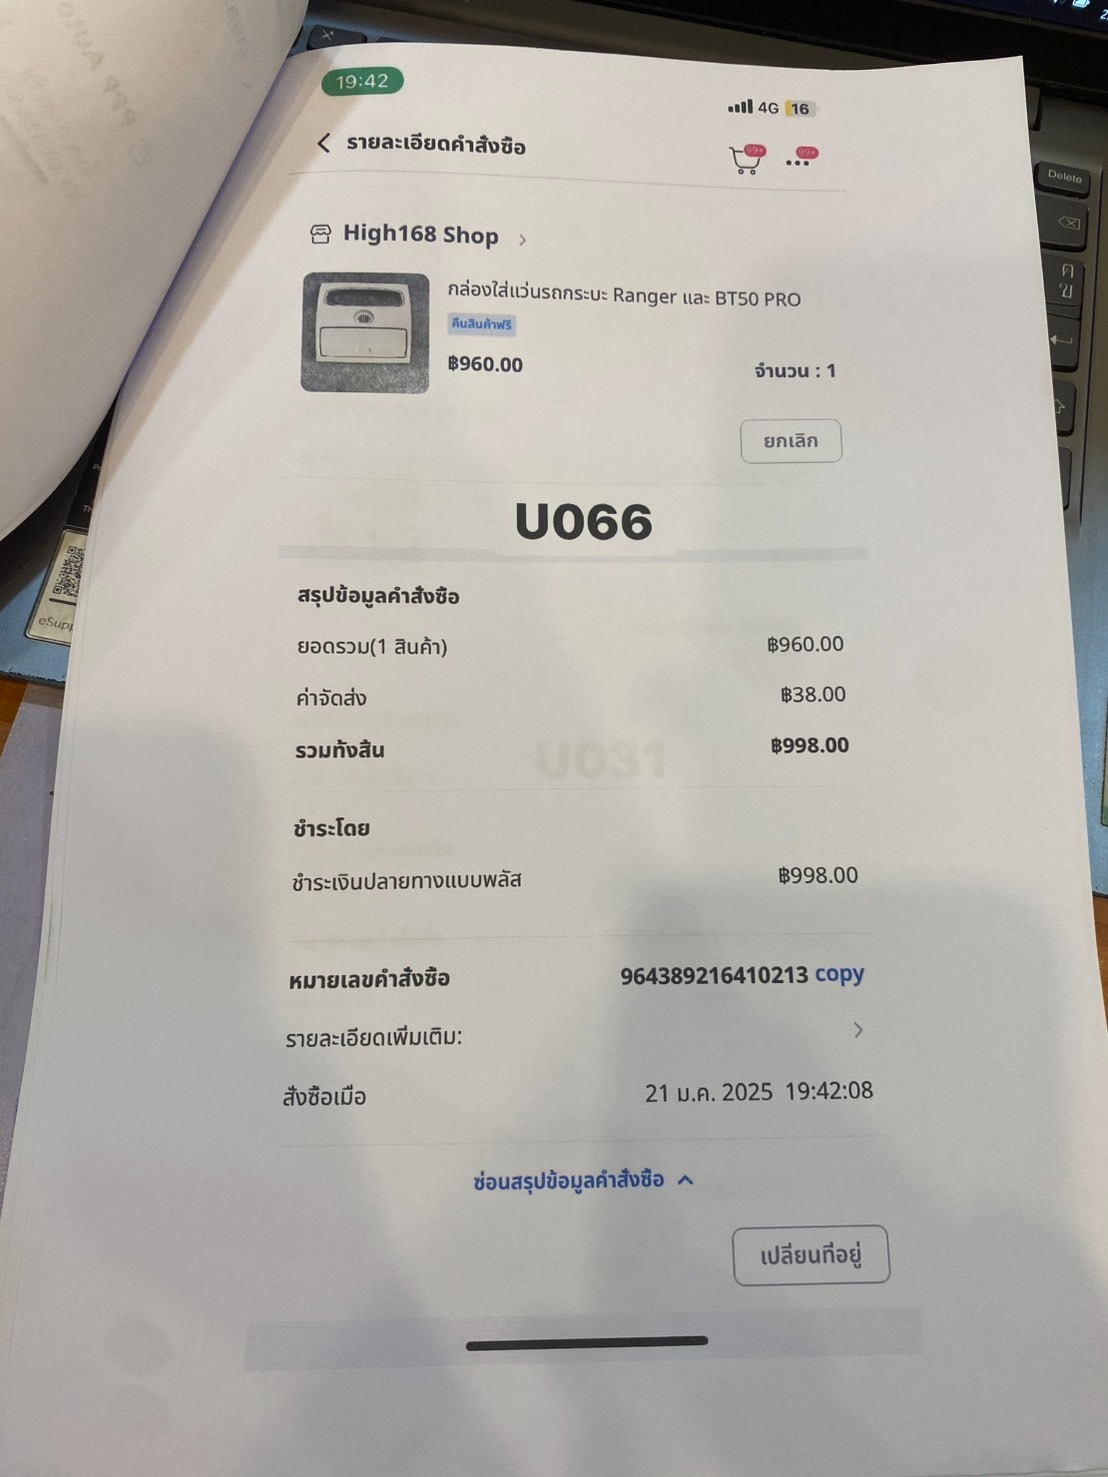 19:42
4G 16
รายละเอียดคำสั่งซื้อ
99+ 99+
High168 Shop
กล่องใส่แว่นรถกระบะ Ranger และ BT50 PRO
คืนสินค้าฟรี
฿960.00
จำนวน : 1
ยกเลิก
U066
สรุปข้อมูลคำสั่งซื้อ
ยอดรวม(1 สินค้า) ฿960.00
ค่าจัดส่ง ฿38.00
รวมทั้งสิ้น ฿998.00
U031
ชำระโดย
ชำระเงินปลายทางแบบพลัส ฿998.00
หมายเลขคำสั่งซื้อ 964389216410213 copy
รายละเอียดเพิ่มเติม:
สั่งซื้อเมื่อ 21 ม.ค. 2025 19:42:08
ซ่อนสรุปข้อมูลคำสั่งซื้อ
เปลี่ยนที่อยู่
Delete
ฅ
ฃ